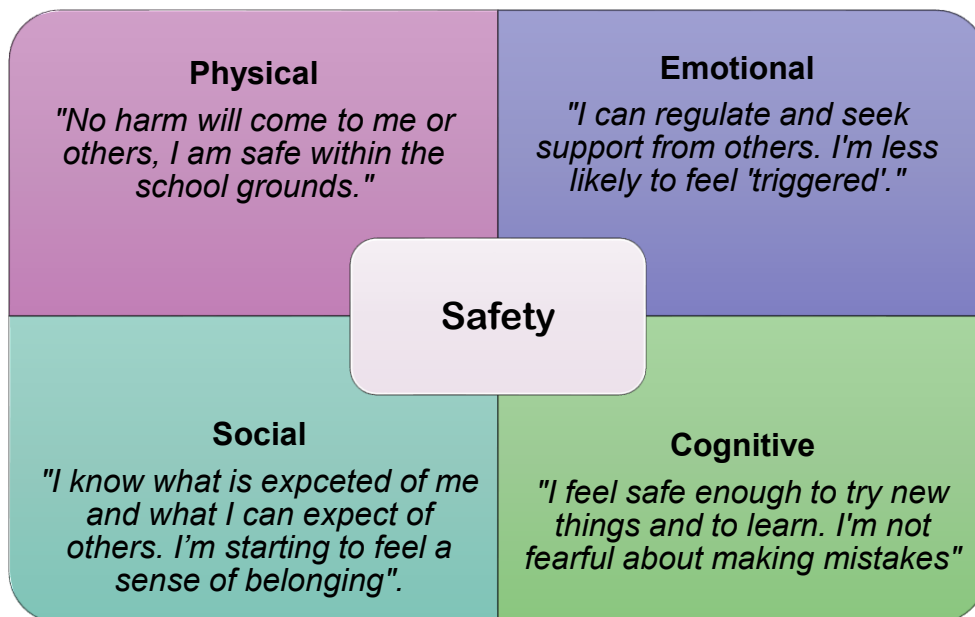 Physical
"No harm will come to me or
others, I am safe within the
school grounds."
Emotional
"I can regulate and seek
support from others. I'm less
likely to feel 'triggered'."
Safety
Social
"I know what is expceted of me
and what I can expect of
others. I’m starting to feel a
sense of belonging".
Cognitive
"I feel safe enough to try new
things and to learn. I'm not
fearful about making mistakes"